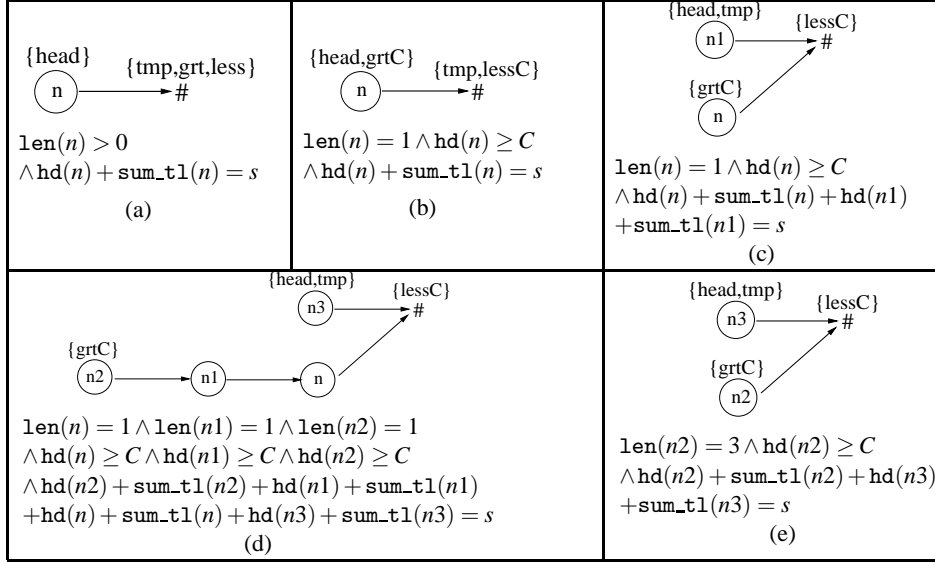 {head}
{tmp,grt,less}
n
#
len(n) > 0
∧hd(n) + sum_tl(n) = s
(a)
{head,grtC}
{tmp,lessC}
n
#
len(n) = 1 ∧ hd(n) ≥ C
∧hd(n) + sum_tl(n) = s
(b)
{head,tmp}
{lessC}
n1
#
{grtC}
n
len(n) = 1 ∧ hd(n) ≥ C
∧hd(n) + sum_tl(n) + hd(n1)
+sum_tl(n1) = s
(c)
{head,tmp}
{lessC}
n3
#
{grtC}
n2
n1
n
len(n) = 1 ∧ len(n1) = 1 ∧ len(n2) = 1
∧hd(n) ≥ C ∧ hd(n1) ≥ C ∧ hd(n2) ≥ C
∧hd(n2) + sum_tl(n2) + hd(n1) + sum_tl(n1)
+hd(n) + sum_tl(n) + hd(n3) + sum_tl(n3) = s
(d)
{head,tmp}
{lessC}
n3
#
{grtC}
n2
len(n2) = 3 ∧ hd(n2) ≥ C
∧hd(n2) + sum_tl(n2) + hd(n3)
+sum_tl(n3) = s
(e)